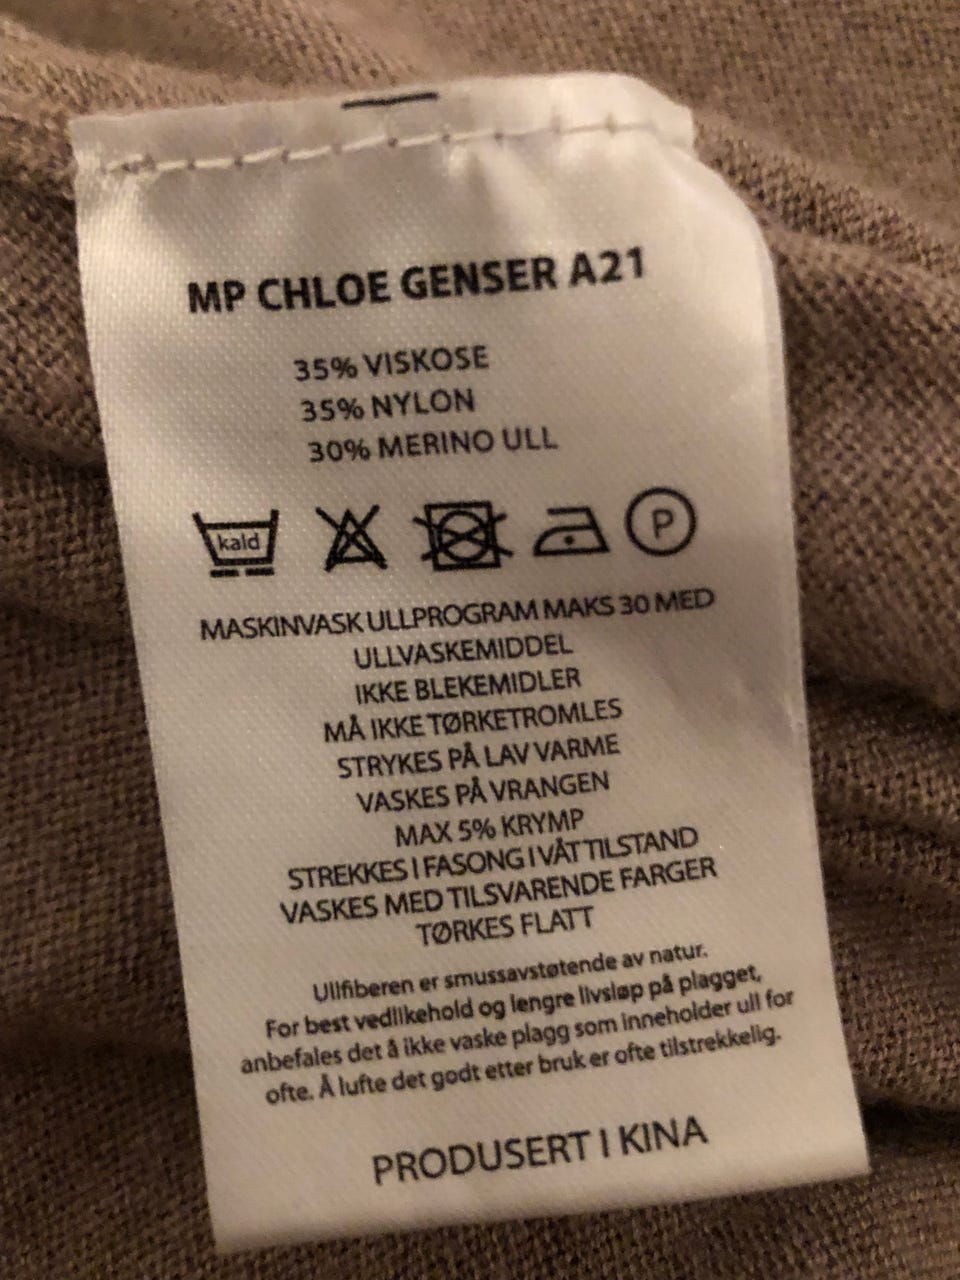 MP CHLOE GENSER A21
35% VISKOSE
35% NYLON
30% MERINO ULL
kald
P
MASKINVASK ULLPROGRAM MAKS 30 MED
ULLVASKEMIDDEL
IKKE BLEKEMIDLER
MÅ IKKE TØRKETROMLES
STRYKES PÅ LAV VARME
VASKES PÅ VRANGEN
MAX 5% KRYMP
STREKKES I FASONG I VÅT TILSTAND
VASKES MED TILSVARENDE FARGER
TØRKES FLATT
Ullfiberen er smussavstøtende av natur.
For best vedlikehold og lengre livsløp på plagget,
anbefales det å ikke vaske plagg som inneholder ull for
ofte. Å lufte det godt etter bruk er ofte tilstrekkelig.
PRODUSERT I KINA